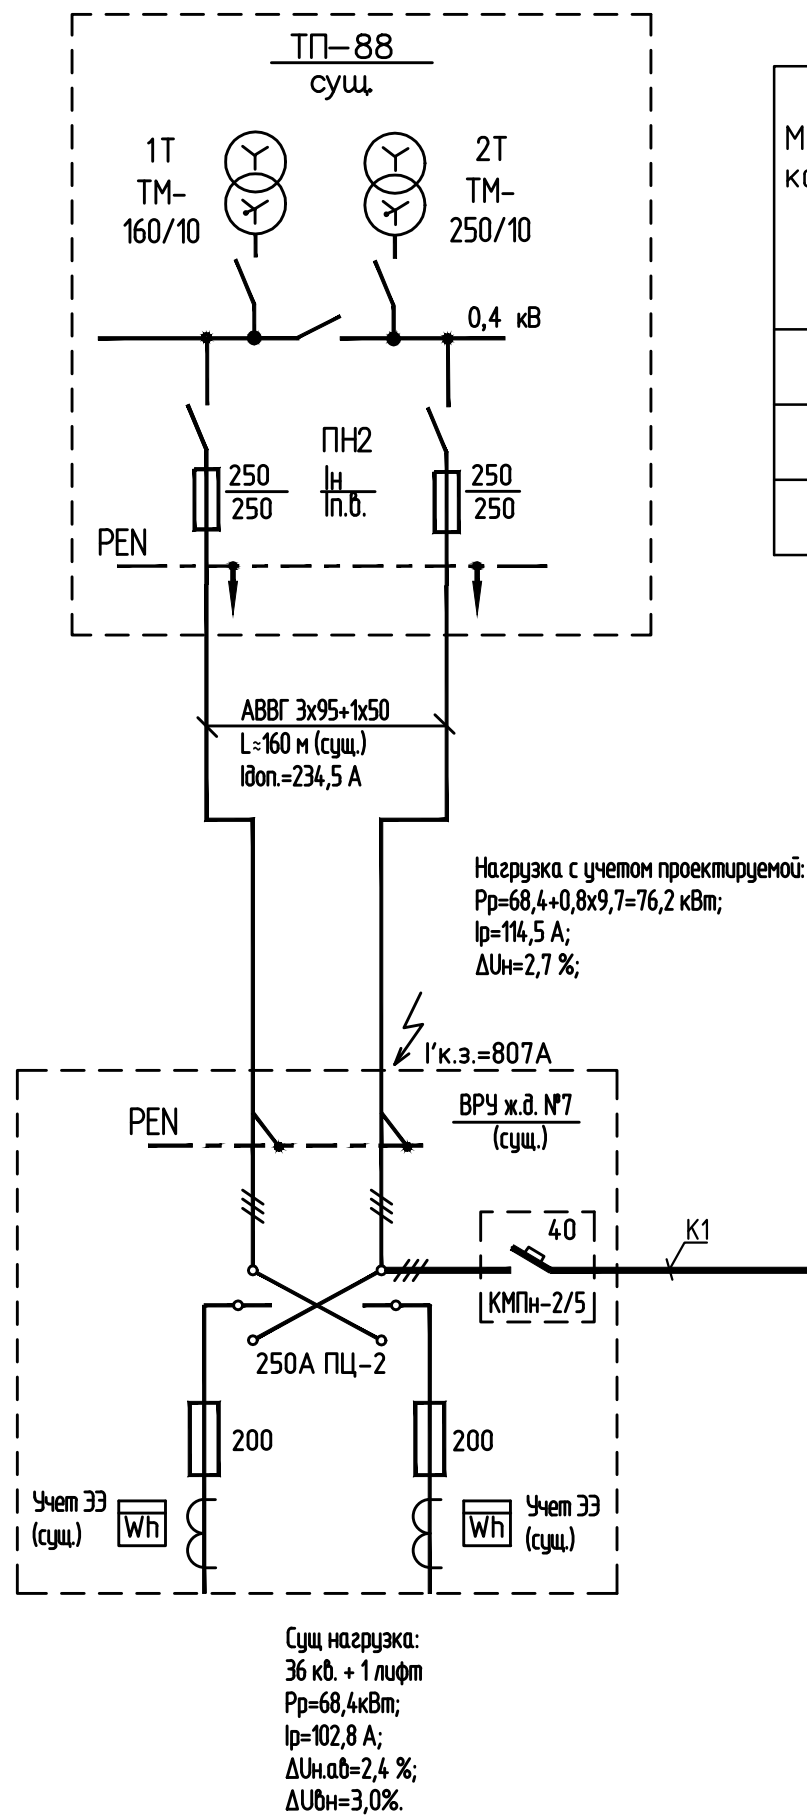 ТП-88
сущ.
1Т
ТМ-
160/10
2Т
ТМ-
250/10
0,4 кВ
ПН2
250
250
Iн
Iп.в.
250
250
PEN
АВВГ 3х95+1х50
L≈160 м (сущ.)
Iдоп.=234,5 А
Нагрузка с учетом проектируемой:
Рр=68,4+0,8х9,7=76,2 кВт;
Iр=114,5 А;
ΔUн=2,7 %;
I'к.з.=807А
PEN
ВРУ ж.д. №7
(сущ.)
40
К1
КМПн-2/5
250А ПЦ-2
200
200
Учет ЭЭ
(сущ.)
Wh
Wh
Учет ЭЭ
(сущ.)
Сущ нагрузка:
36 кв. + 1 лифт
Рр=68,4кВт;
Iр=102,8 А;
ΔUн.ав=2,4 %;
ΔUвн=3,0%.